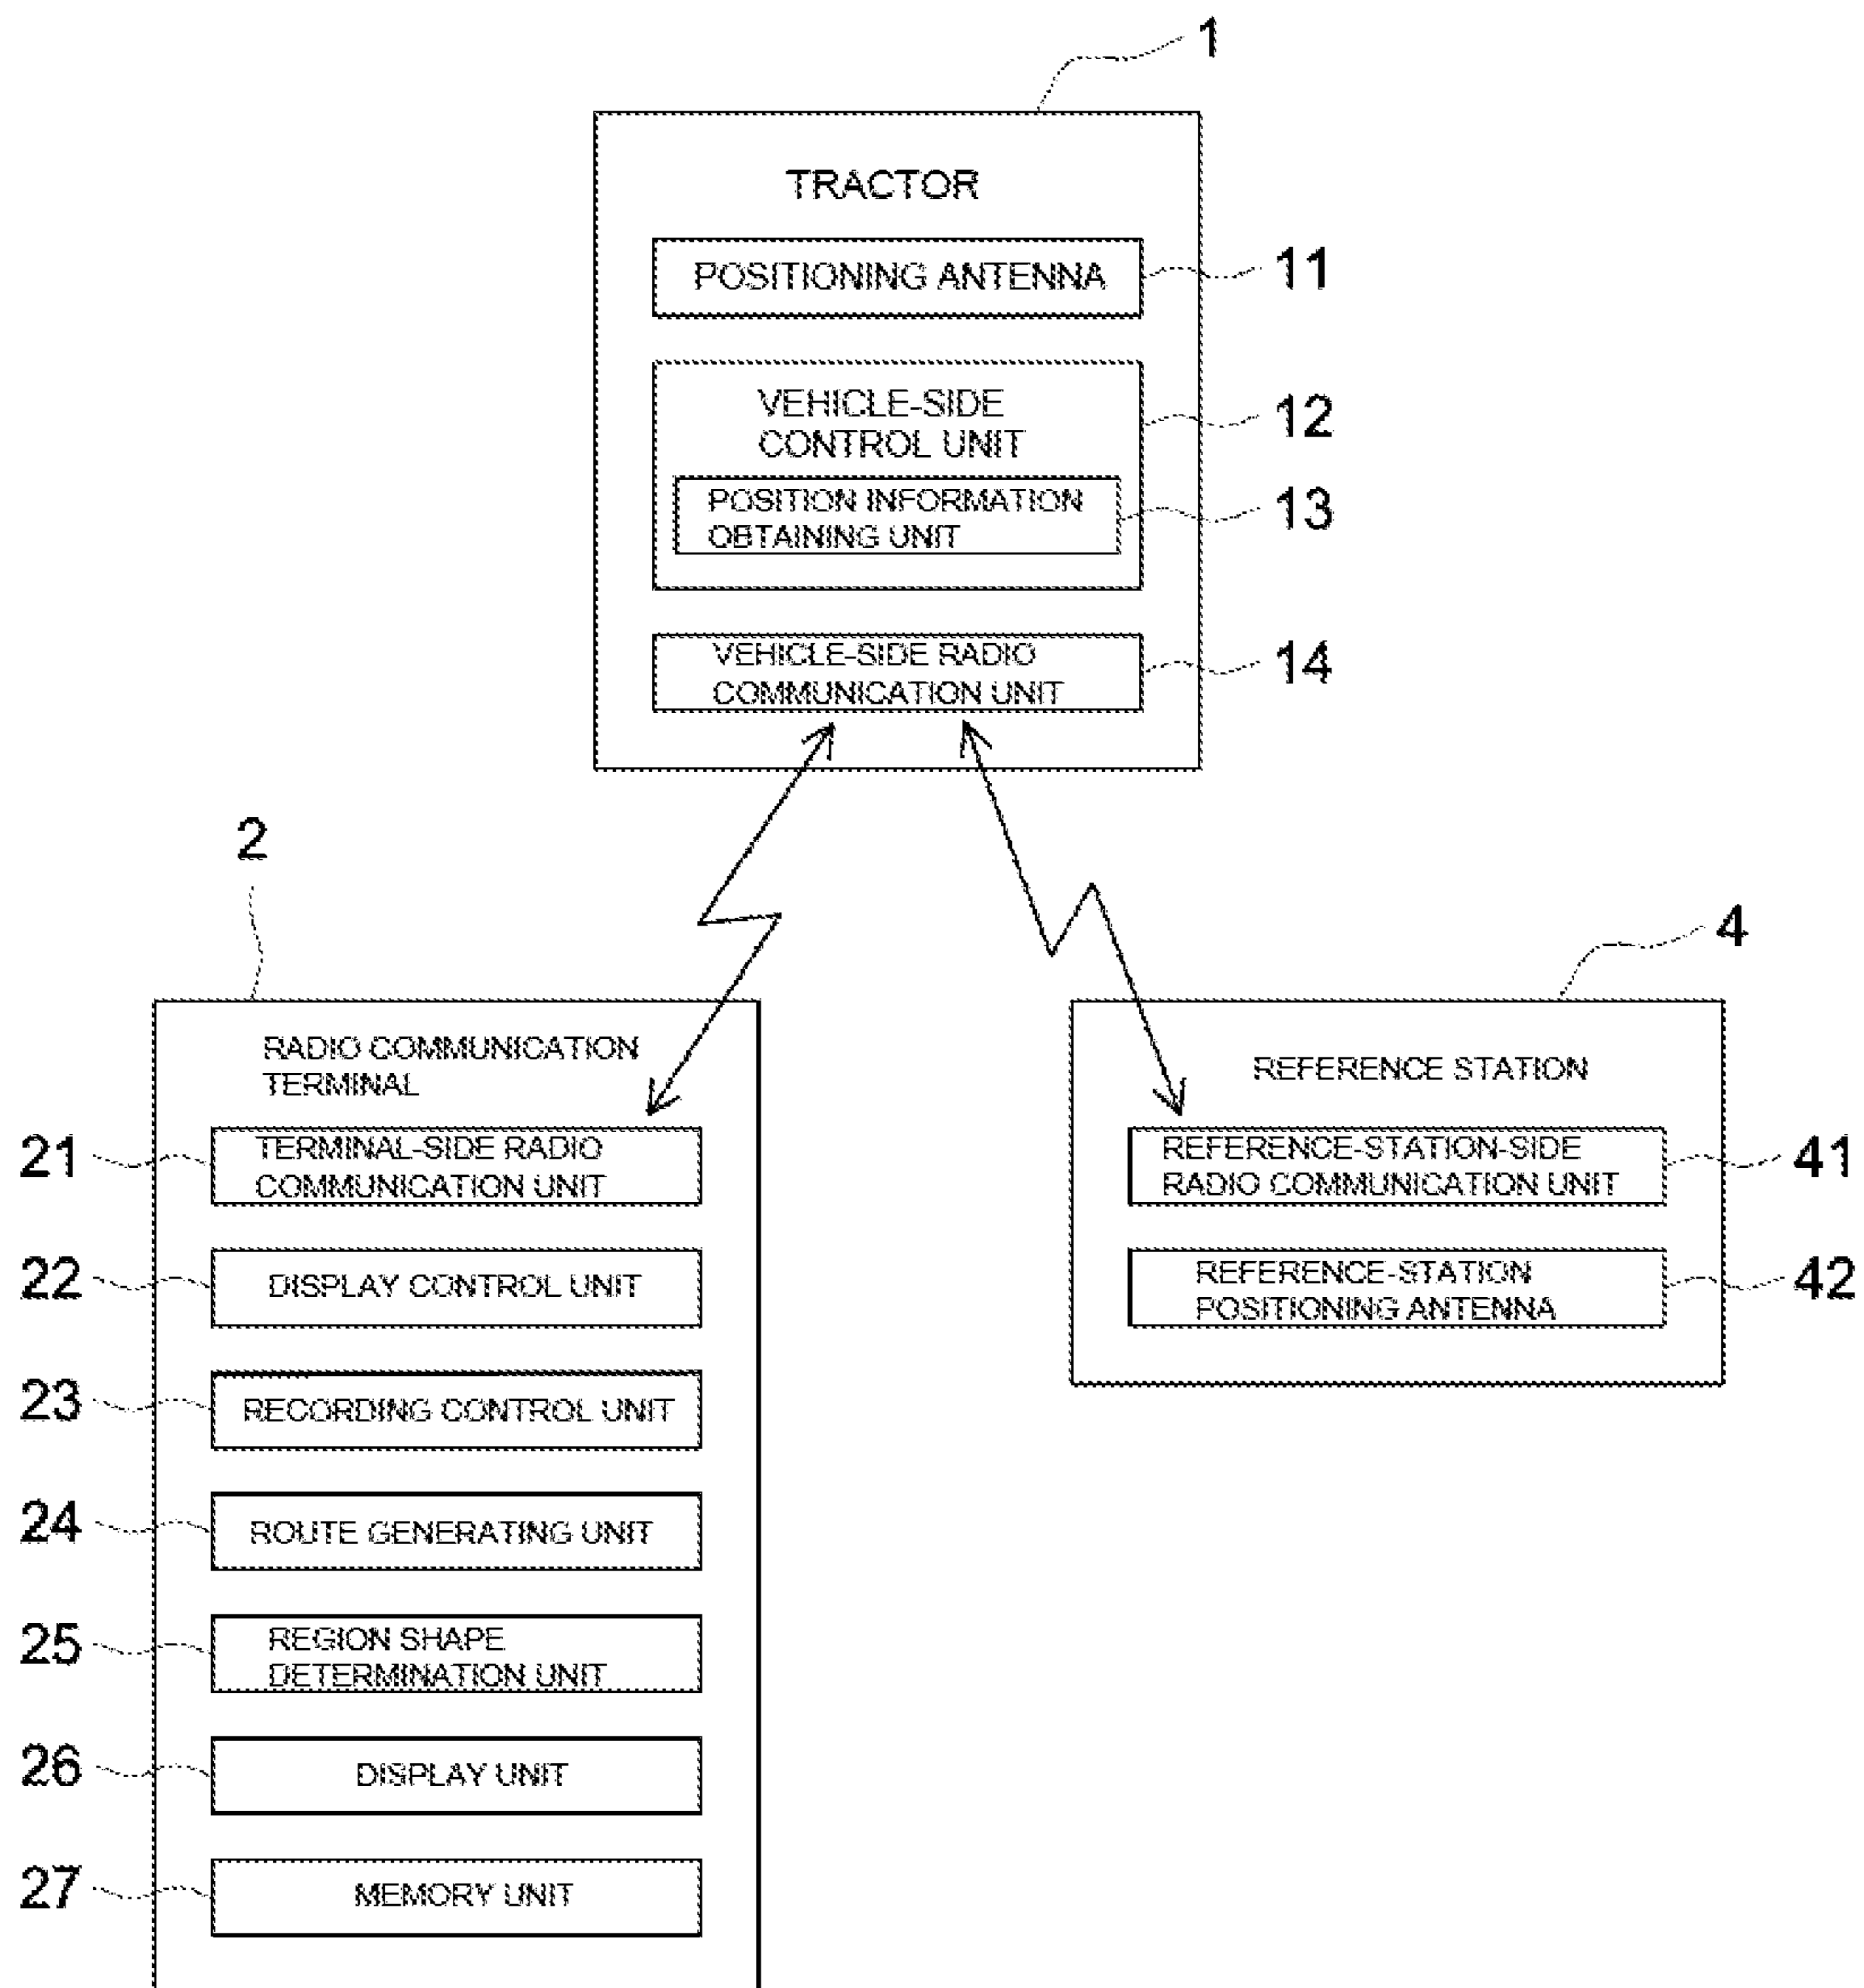 1
TRACTOR
POSITIONING ANTENNA
11
VEHICLE-SIDE
CONTROL UNIT
12
POSITION INFORMATION
OBTAINING UNIT
13
VEHICLE-SIDE RADIO
COMMUNICATION UNIT
14
2
RADIO COMMUNICATION
TERMINAL
21
TERMINAL-SIDE RADIO
COMMUNICATION UNIT
22
DISPLAY CONTROL UNIT
23
RECORDING CONTROL UNIT
24
ROUTE GENERATING UNIT
25
REGION SHAPE
DETERMINATION UNIT
26
DISPLAY UNIT
27
MEMORY UNIT
4
REFERENCE STATION
REFERENCE-STATION-SIDE
RADIO COMMUNICATION UNIT
41
REFERENCE-STATION
POSITIONING ANTENNA
42